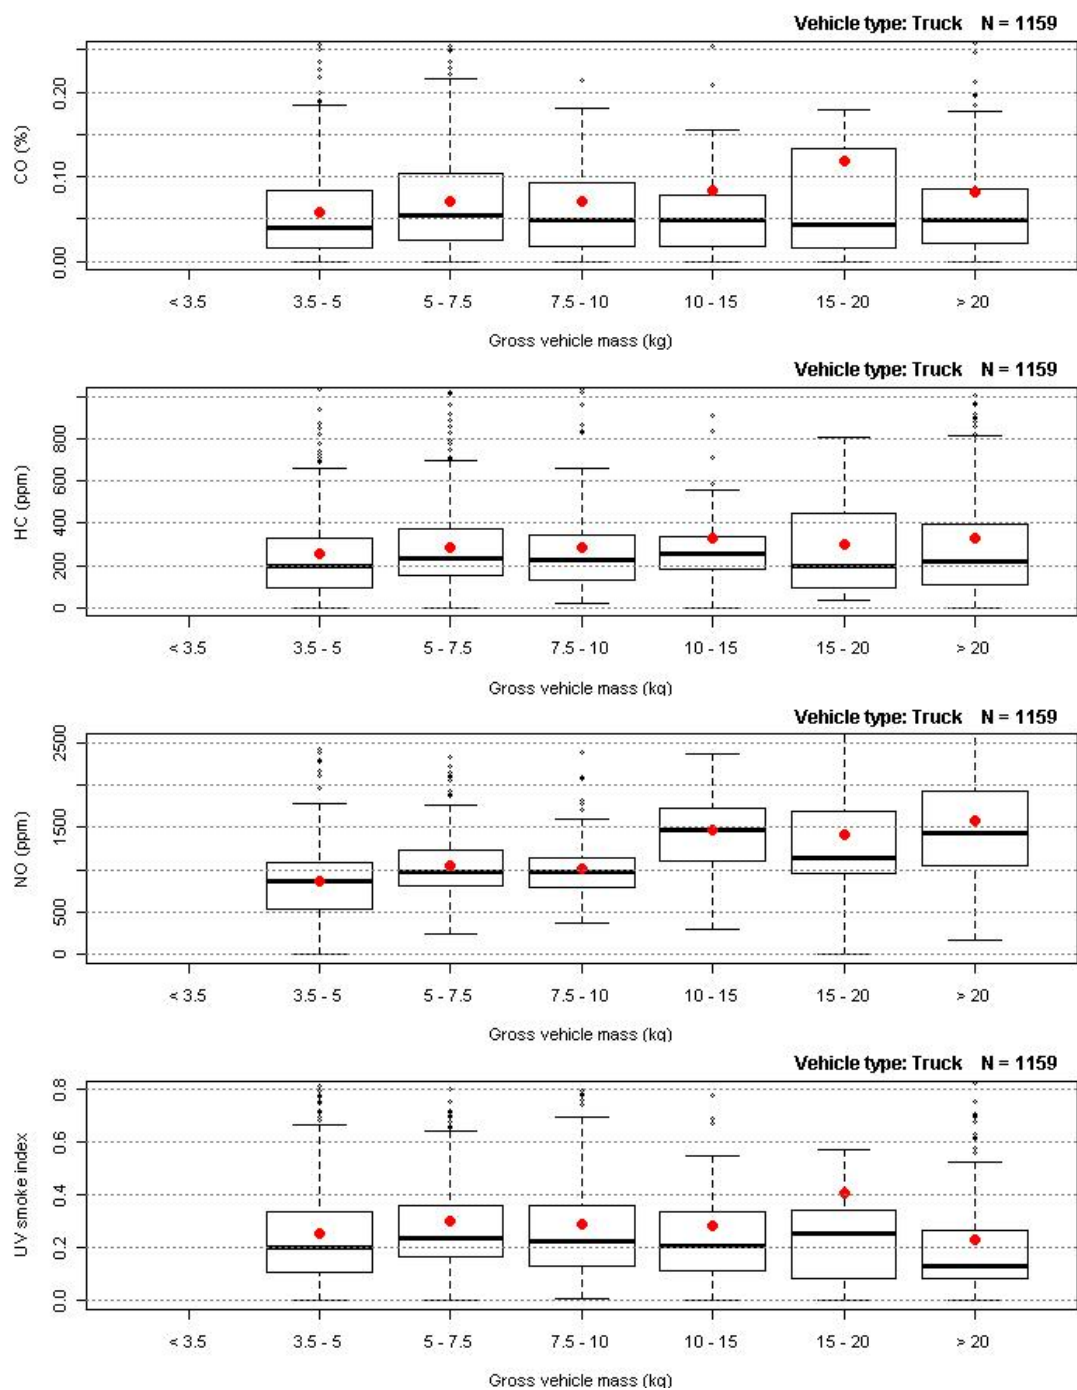 Vehicle type: Truck N = 1159
CO (%)
0.20
0.10
0.00
< 3.5 3.5 - 5 5 - 7.5 7.5 - 10 10 - 15 15 - 20 > 20
Gross vehicle mass (kg)
Vehicle type: Truck N = 1159
HC (ppm)
800
600
400
200
0
< 3.5 3.5 - 5 5 - 7.5 7.5 - 10 10 - 15 15 - 20 > 20
Gross vehicle mass (kg)
Vehicle type: Truck N = 1159
NO (ppm)
2500
1500
500
0
< 3.5 3.5 - 5 5 - 7.5 7.5 - 10 10 - 15 15 - 20 > 20
Gross vehicle mass (kg)
Vehicle type: Truck N = 1159
UV smoke index
0.8
0.6
0.4
0.2
0.0
< 3.5 3.5 - 5 5 - 7.5 7.5 - 10 10 - 15 15 - 20 > 20
Gross vehicle mass (kg)